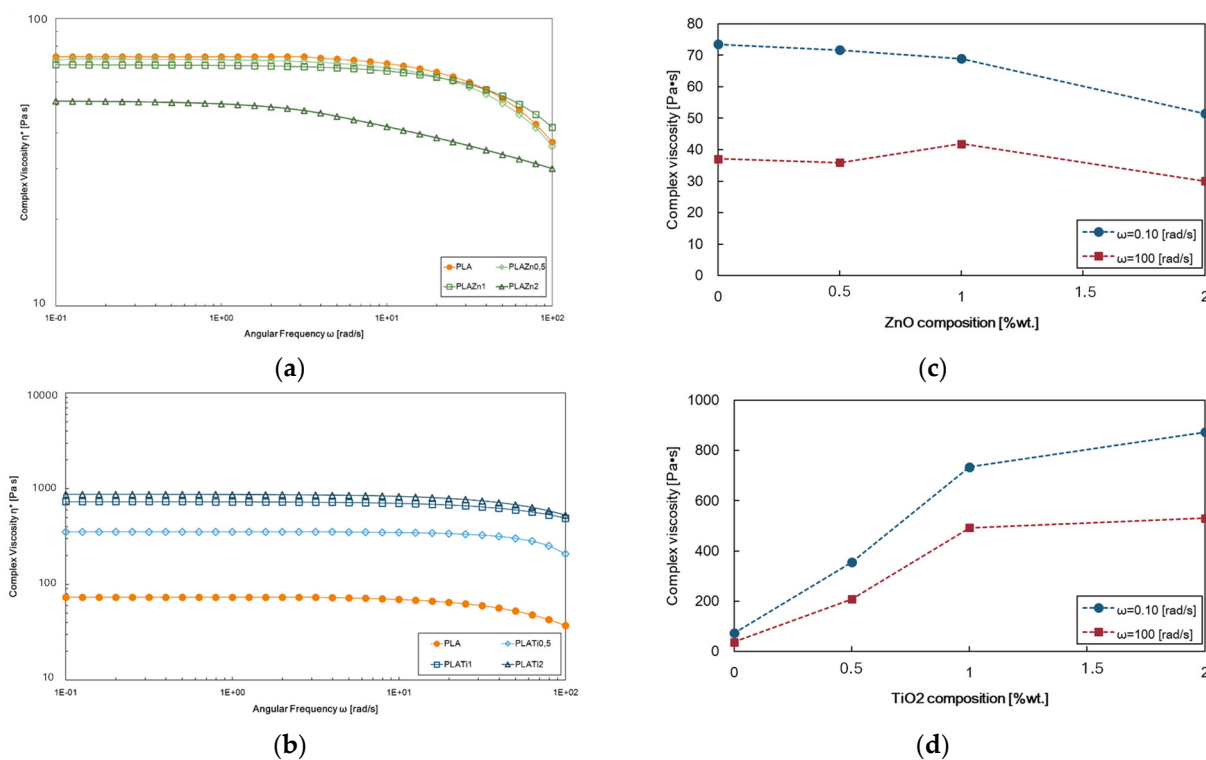 100
10
Complex Viscosity η* [Pa s]
PLA PLAZn0,5
PLAZn1 PLAZn2
1E-01 1E+00 1E+01 1E+02
Angular Frequency ω [rad/s]
(a)
80
70
60
50
40
30
20
10
0
Complex viscosity [Pa•s]
ω=0.10 [rad/s]
ω=100 [rad/s]
0 0.5 1 1.5 2
ZnO composition [%wt.]
(c)
10000
1000
100
10
Complex Viscosity η* [Pa s]
PLA PLATi0,5
PLATi1 PLATi2
1E-01 1E+00 1E+01 1E+02
Angular Frequency ω [rad/s]
(b)
1000
800
600
400
200
0
Complex viscosity [Pa•s]
ω=0.10 [rad/s]
ω=100 [rad/s]
0 0.5 1 1.5 2
TiO2 composition [%wt.]
(d)